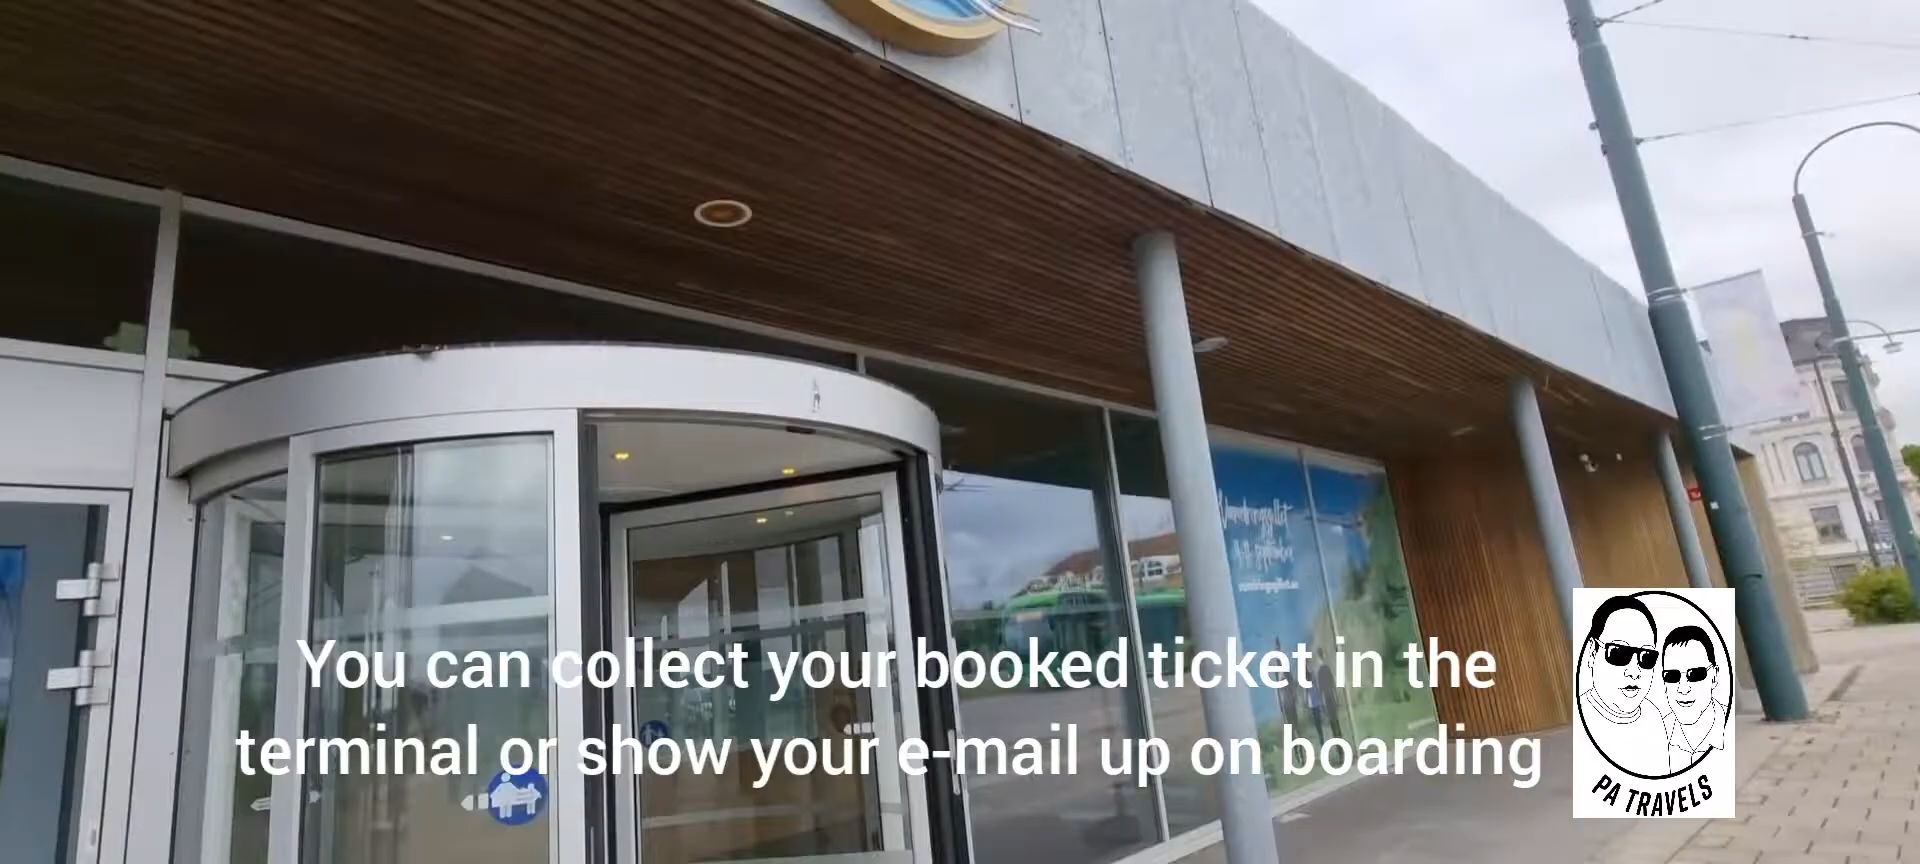 You can collect your booked ticket in the
terminal or show your e-mail up on boarding
PA TRAVELS